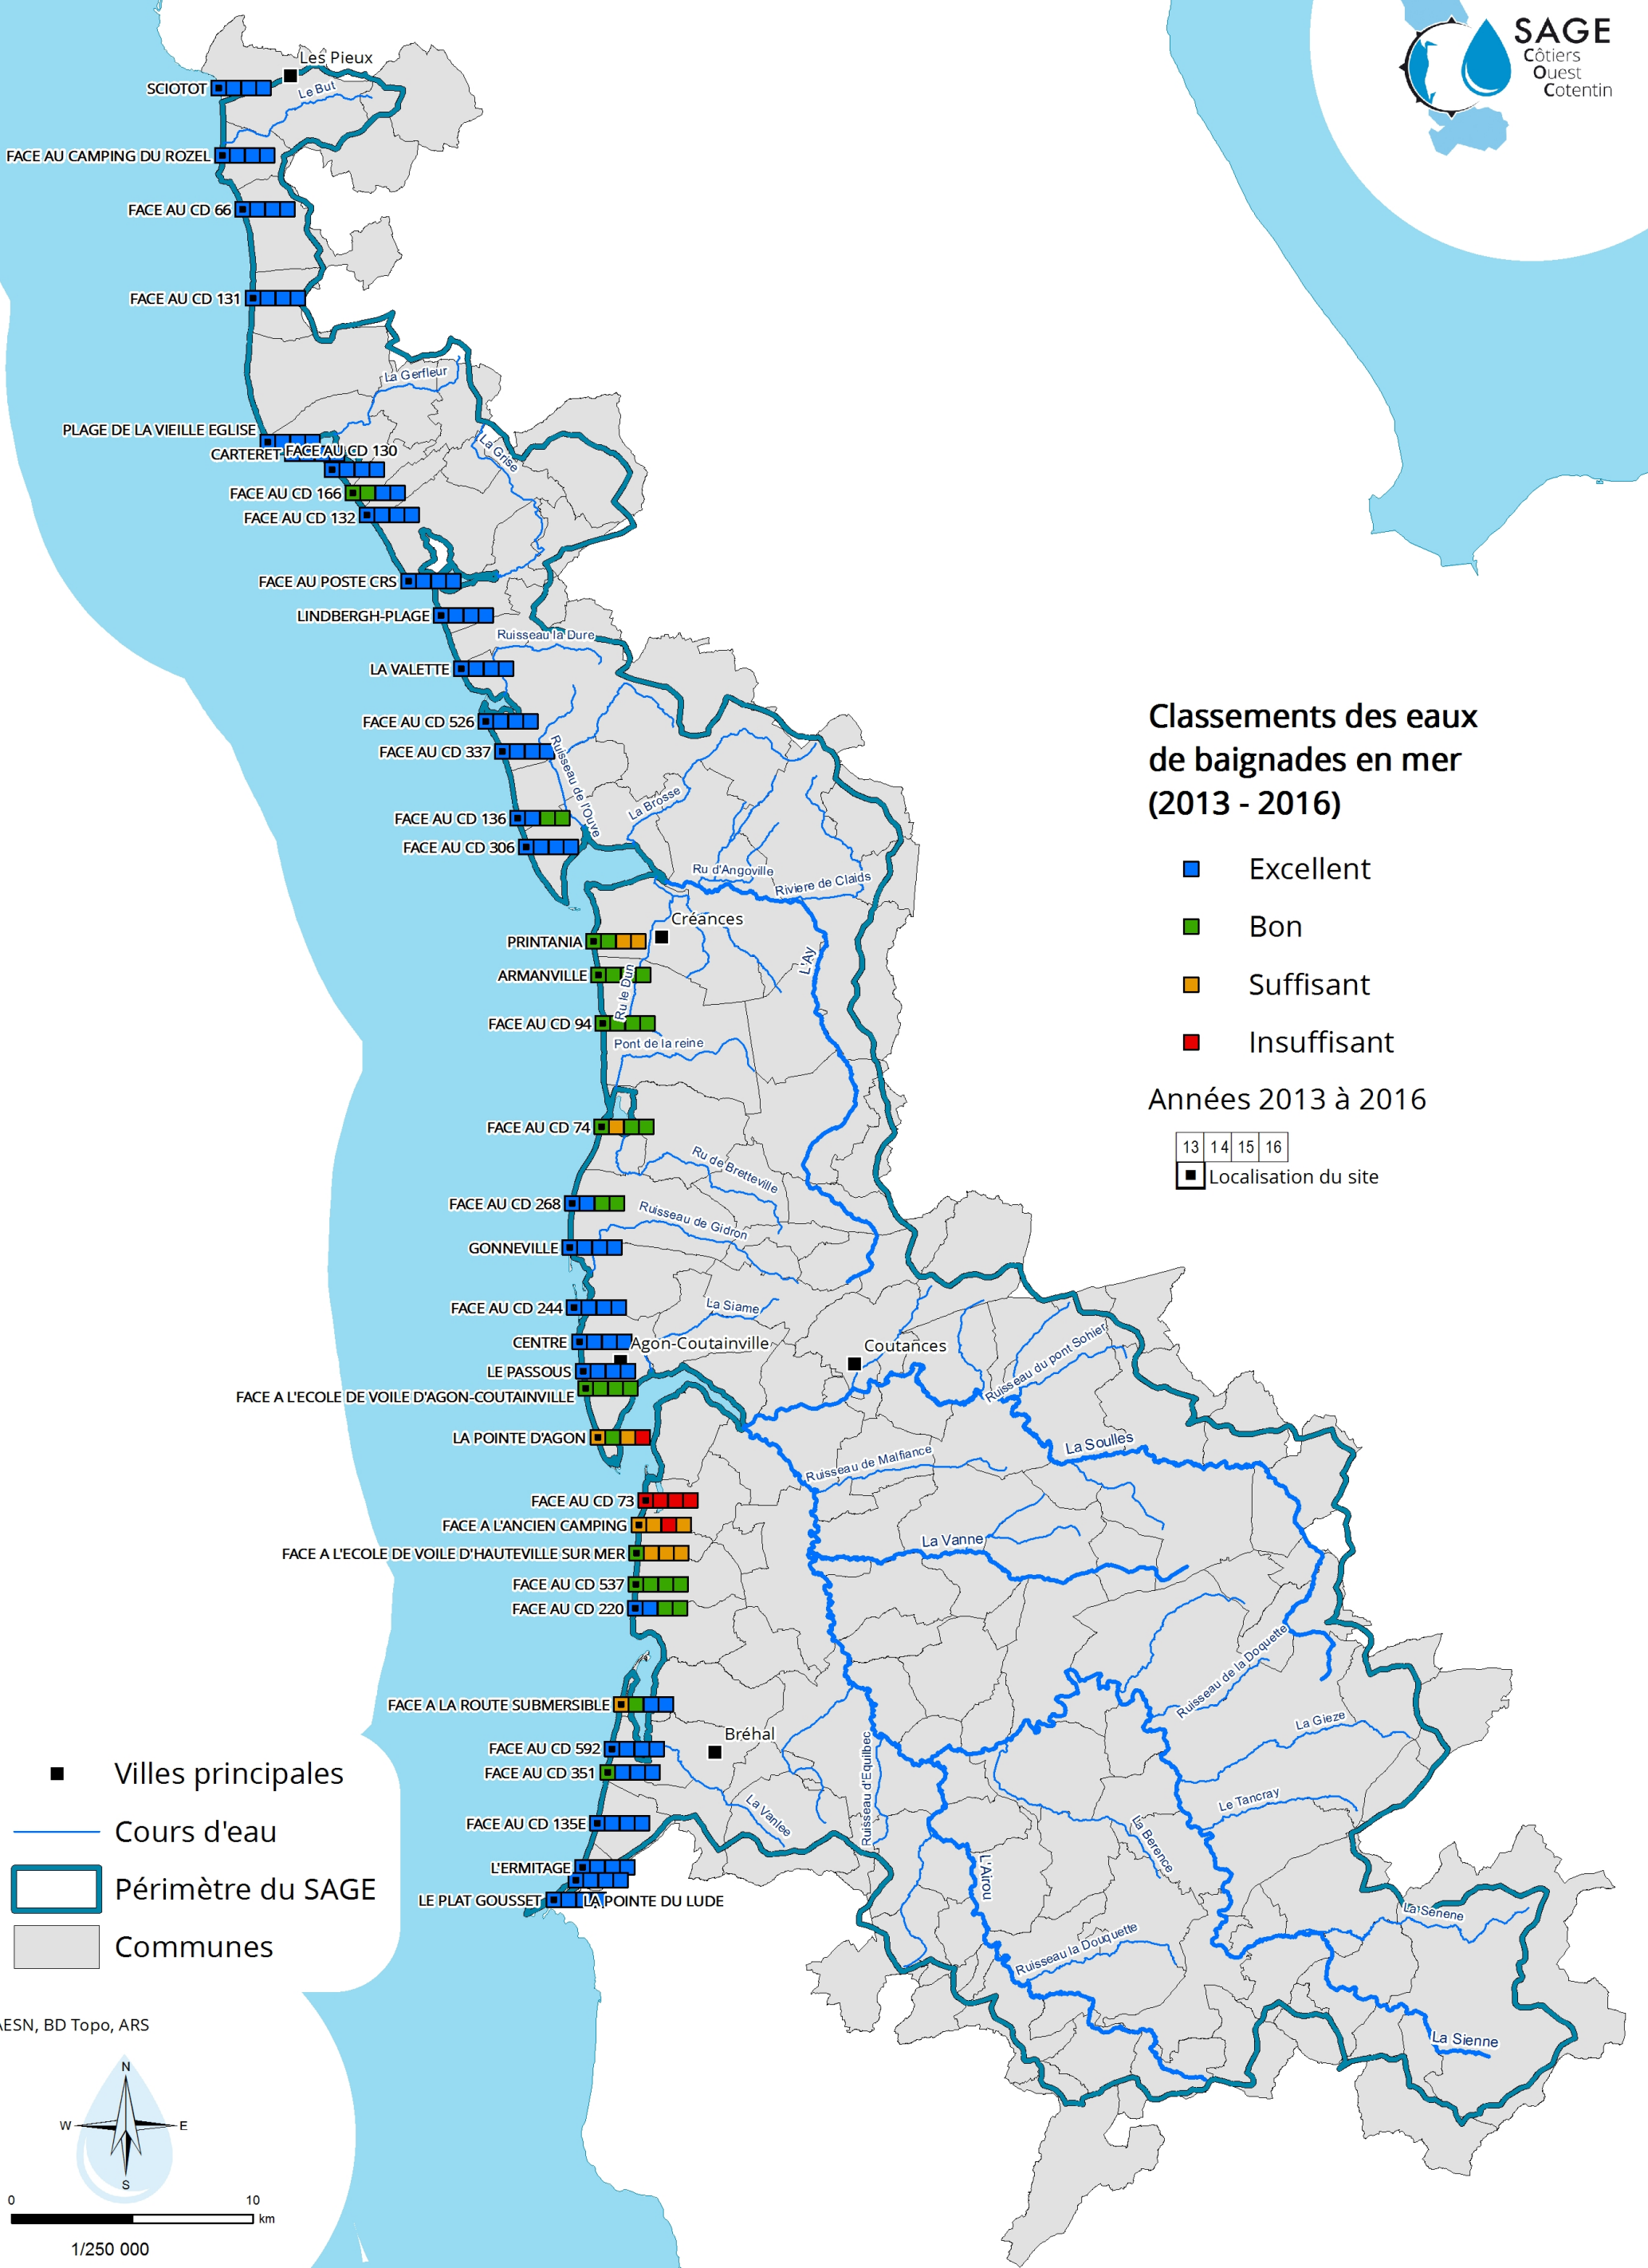 SAGE
Côtiers
Ouest
Cotentin
Les Pieux
SCIOTOT
Le But
FACE AU CAMPING DU ROZEL
FACE AU CD 66
FACE AU CD 131
La Gerfleur
PLAGE DE LA VIEILLE EGLISE
CARTERET
FACE AU CD 130
La Grise
FACE AU CD 166
FACE AU CD 132
FACE AU POSTE CRS
LINDBERGH-PLAGE
Ruisseau la Dure
LA VALETTE
FACE AU CD 526
FACE AU CD 337
Ruisseau de l'Ouve
La Brosse
FACE AU CD 136
FACE AU CD 306
Ru d'Angoville
Riviere de Claids
Créances
PRINTANIA
L'Ay
ARMANVILLE
Ru le Dun
FACE AU CD 94
Pont de la reine
FACE AU CD 74
Ru de Bretteville
FACE AU CD 268
Ruisseau de Gidron
GONNEVILLE
FACE AU CD 244
La Siame
CENTRE
Agon-Coutainville
Coutances
Ruisseau du pont Sohier
LE PASSOUS
FACE A L'ECOLE DE VOILE D'AGON-COUTAINVILLE
LA POINTE D'AGON
La Soulles
Ruisseau de Malfiance
FACE AU CD 73
FACE A L'ANCIEN CAMPING
La Vanne
FACE A L'ECOLE DE VOILE D'HAUTEVILLE SUR MER
FACE AU CD 537
FACE AU CD 220
Ruisseau de la Doquette
FACE A LA ROUTE SUBMERSIBLE
La Gieze
Bréhal
FACE AU CD 592
FACE AU CD 351
Ruisseau d'Equilbec
Le Tancray
La Vanlee
La Berence
FACE AU CD 135E
L'ERMITAGE
L'Airou
LE PLAT GOUSSET
LA POINTE DU LUDE
La Senene
Ruisseau la Douquette
La Sienne
Classements des eaux
de baignades en mer
(2013 - 2016)
Excellent
Bon
Suffisant
Insuffisant
Années 2013 à 2016
13 14 15 16
Localisation du site
Villes principales
Cours d'eau
Périmètre du SAGE
Communes
AESN, BD Topo, ARS
N
W E
S
0 10
km
1/250 000